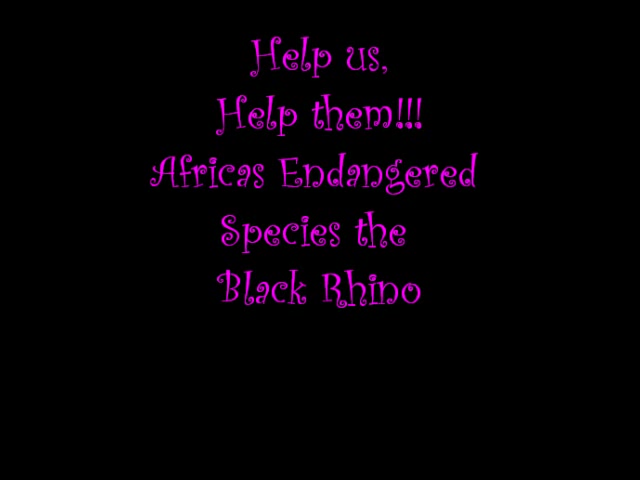 Help us,
Help them!!!
Africas Endangered
Species the
Black Rhino